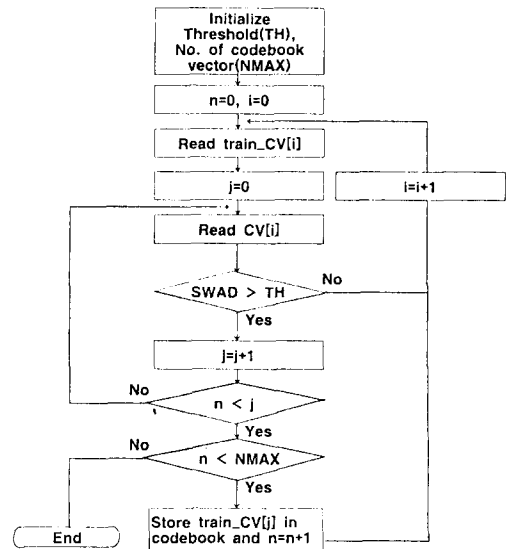 Initialize
Threshold(TH),
No. of codebook
vector(NMAX)
n=0, i=0
Read train_CV[i]
j=0
i=i+1
Read CV[i]
SWAD > TH
No
Yes
j=j+1
No
n < j
Yes
No
n < NMAX
Yes
Store train_CV[j] in
codebook and n=n+1
End